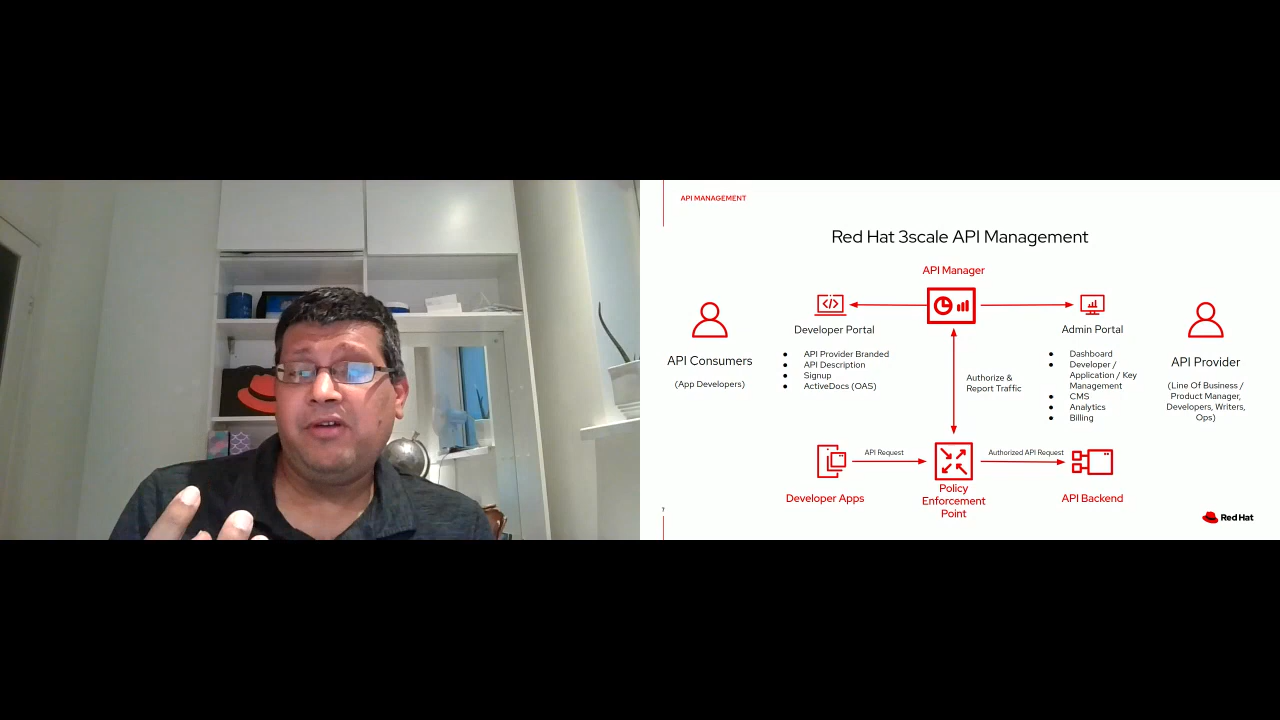 API MANAGEMENT
Red Hat 3scale API Management
API Manager
Developer Portal
Admin Portal
API Consumers
(App Developers)
● API Provider Branded
● API Description
● Signup
● ActiveDocs (OAS)
Authorize &
Report Traffic
● Dashboard
● Developer /
Application / Key
Management
● CMS
● Analytics
● Billing
API Provider
(Line Of Business /
Product Manager,
Developers, Writers,
Ops)
API Request
Authorized API Request
Developer Apps
Policy
Enforcement
Point
API Backend
7
Red Hat